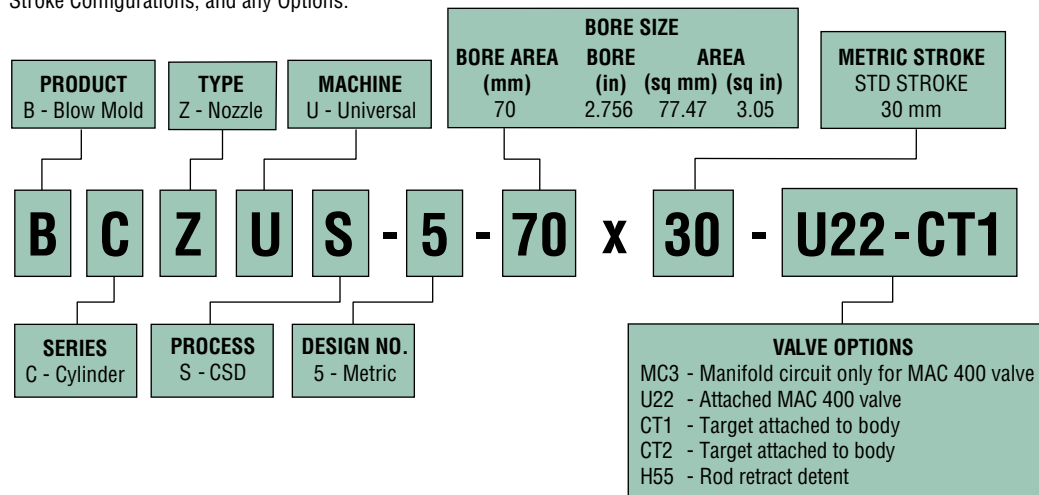 Stroke Configurations, and any Options.
BORE SIZE
BORE AREA BORE AREA
(mm) (in) (sq mm) (sq in)
70 2.756 77.47 3.05
PRODUCT
B - Blow Mold
TYPE
Z - Nozzle
MACHINE
U - Universal
METRIC STROKE
STD STROKE
30 mm
B C Z U S - 5 - 70 x 30 - U22-CT1
SERIES
C - Cylinder
PROCESS
S - CSD
DESIGN NO.
5 - Metric
VALVE OPTIONS
MC3 - Manifold circuit only for MAC 400 valve
U22 - Attached MAC 400 valve
CT1 - Target attached to body
CT2 - Target attached to body
H55 - Rod retract detent